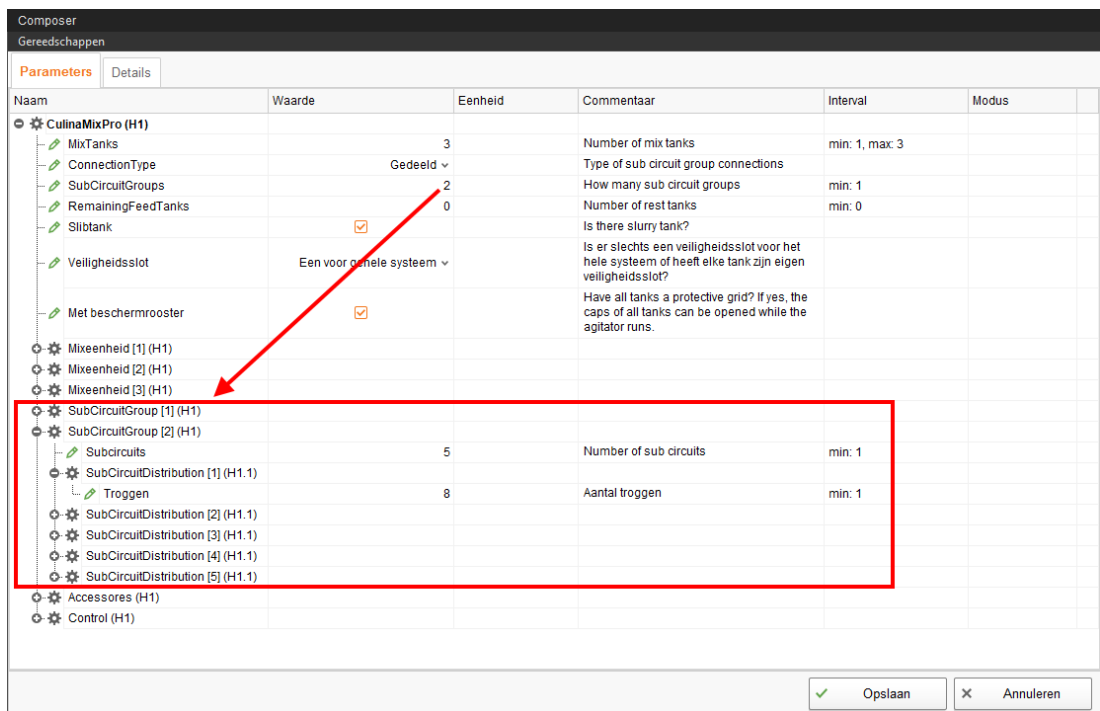 Composer
Gereedschappen
Parameters Details
Naam Waarde Eenheid Commentaar Interval Modus
CulinaMixPro (H1)
MixTanks 3 Number of mix tanks min: 1, max: 3
ConnectionType Gedeeld Type of sub circuit group connections
SubCircuitGroups 2 How many sub circuit groups min: 1
RemainingFeedTanks 0 Number of rest tanks min: 0
Slibtank Is there slurry tank?
Veiligheidsslot Een voor gehele systeem Is er slechts een veiligheidsslot voor het
hele systeem of heeft elke tank zijn eigen
veiligheidsslot?
Met beschermrooster Have all tanks a protective grid? If yes, the
caps of all tanks can be opened while the
agitator runs.
Mixeenheid [1] (H1)
Mixeenheid [2] (H1)
Mixeenheid [3] (H1)
SubCircuitGroup [1] (H1)
SubCircuitGroup [2] (H1)
Subcircuits 5 Number of sub circuits min: 1
SubCircuitDistribution [1] (H1.1)
Troggen 8 Aantal troggen min: 1
SubCircuitDistribution [2] (H1.1)
SubCircuitDistribution [3] (H1.1)
SubCircuitDistribution [4] (H1.1)
SubCircuitDistribution [5] (H1.1)
Accessores (H1)
Control (H1)
Opslaan Annuleren